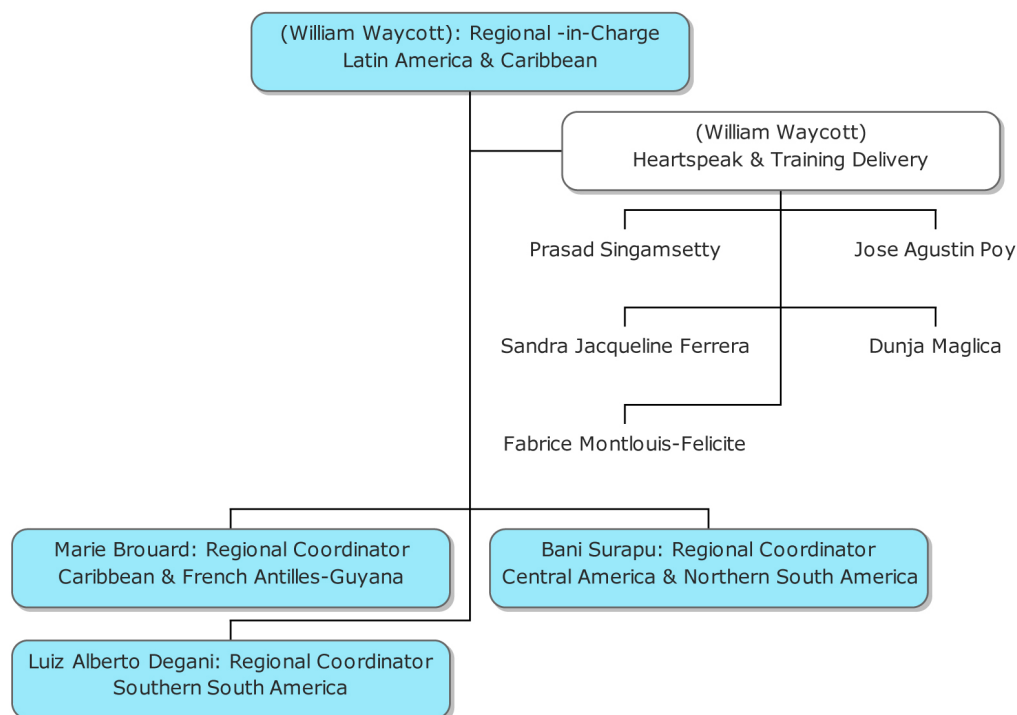 (William Waycott): Regional -in-Charge
Latin America & Caribbean
(William Waycott)
Heartspeak & Training Delivery
Prasad Singamsetty
Jose Agustin Poy
Sandra Jacqueline Ferrera
Dunja Maglica
Fabrice Montlouis-Felicite
Marie Brouard: Regional Coordinator
Caribbean & French Antilles-Guyana
Bani Surapu: Regional Coordinator
Central America & Northern South America
Luiz Alberto Degani: Regional Coordinator
Southern South America